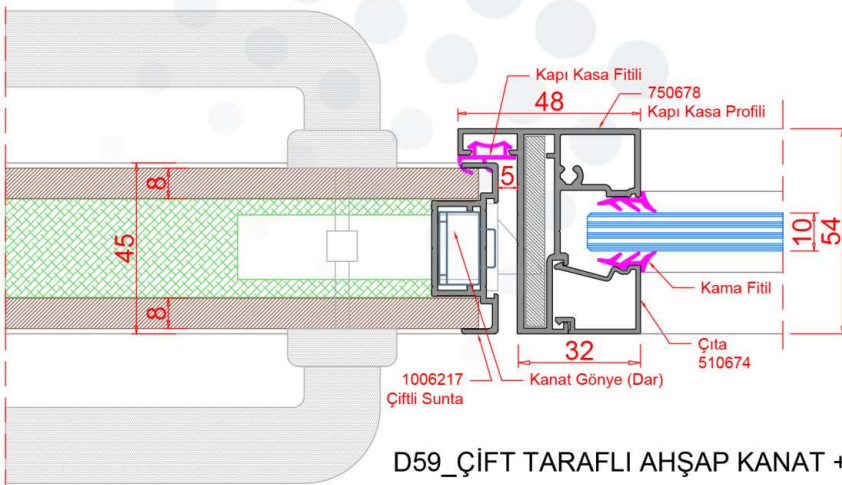 Kapı Kasa Fitili
48
750678
Kapı Kasa Profili
5
8
45
8
10
54
Kama Fitil
32
Çıta
510674
1006217
Çiftli Sunta
Kanat Gönye (Dar)
D59_ÇİFT TARAFLI AHŞAP KANAT +